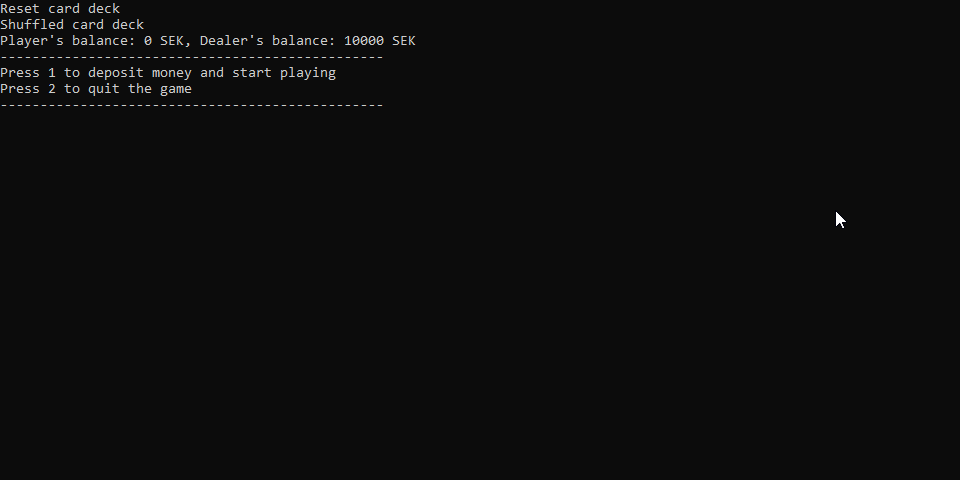 Reset card deck
Shuffled card deck
Player's balance: 0 SEK, Dealer's balance: 10000 SEK
------------------------------------------------
Press 1 to deposit money and start playing
Press 2 to quit the game
------------------------------------------------